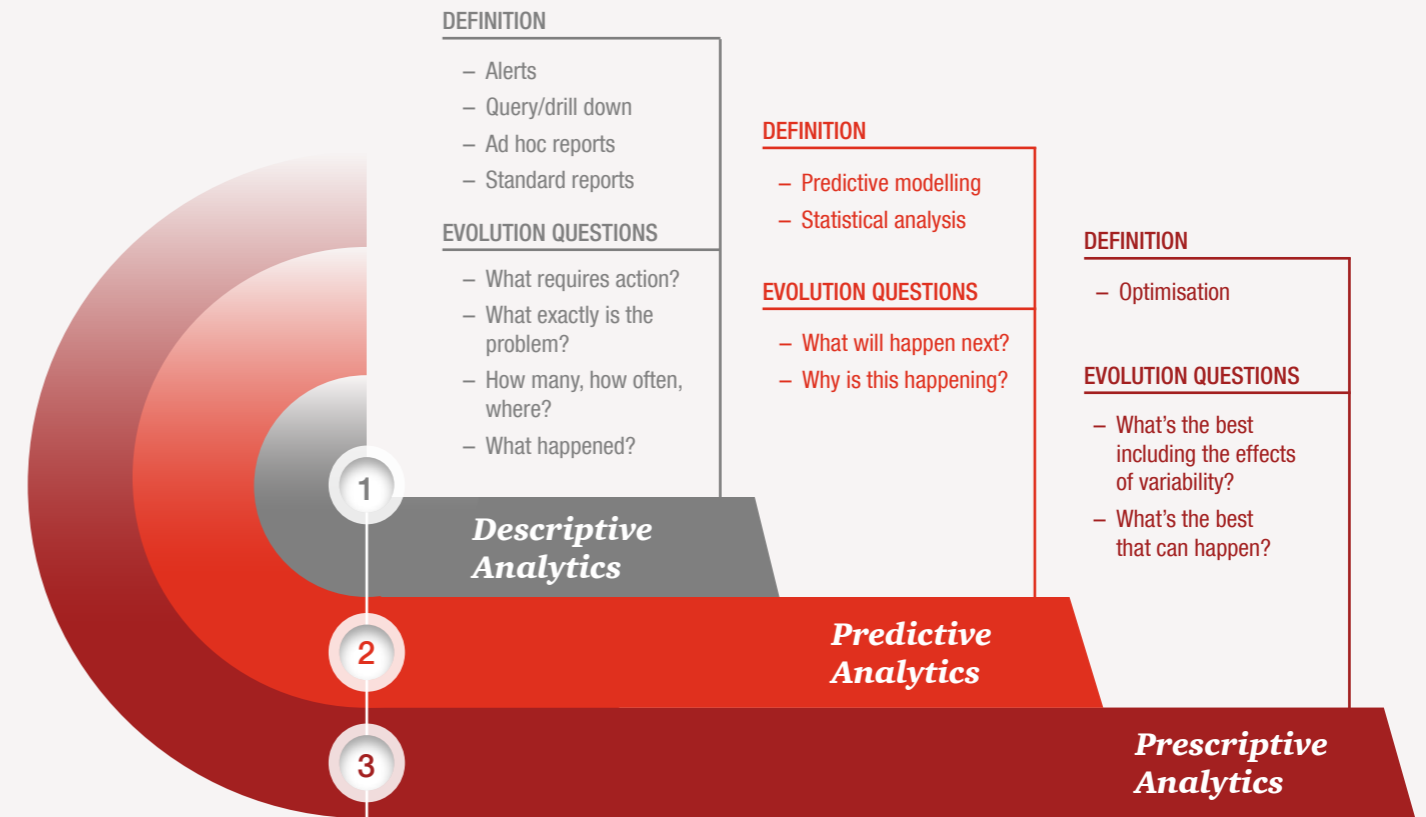 DEFINITION
– Alerts
– Query/drill down
– Ad hoc reports
– Standard reports
EVOLUTION QUESTIONS
– What requires action?
– What exactly is the
problem?
– How many, how often,
where?
– What happened?
1
Descriptive
Analytics
DEFINITION
– Predictive modelling
– Statistical analysis
EVOLUTION QUESTIONS
– What will happen next?
– Why is this happening?
2
Predictive
Analytics
DEFINITION
– Optimisation
EVOLUTION QUESTIONS
– What’s the best
including the effects
of variability?
– What’s the best
that can happen?
3
Prescriptive
Analytics